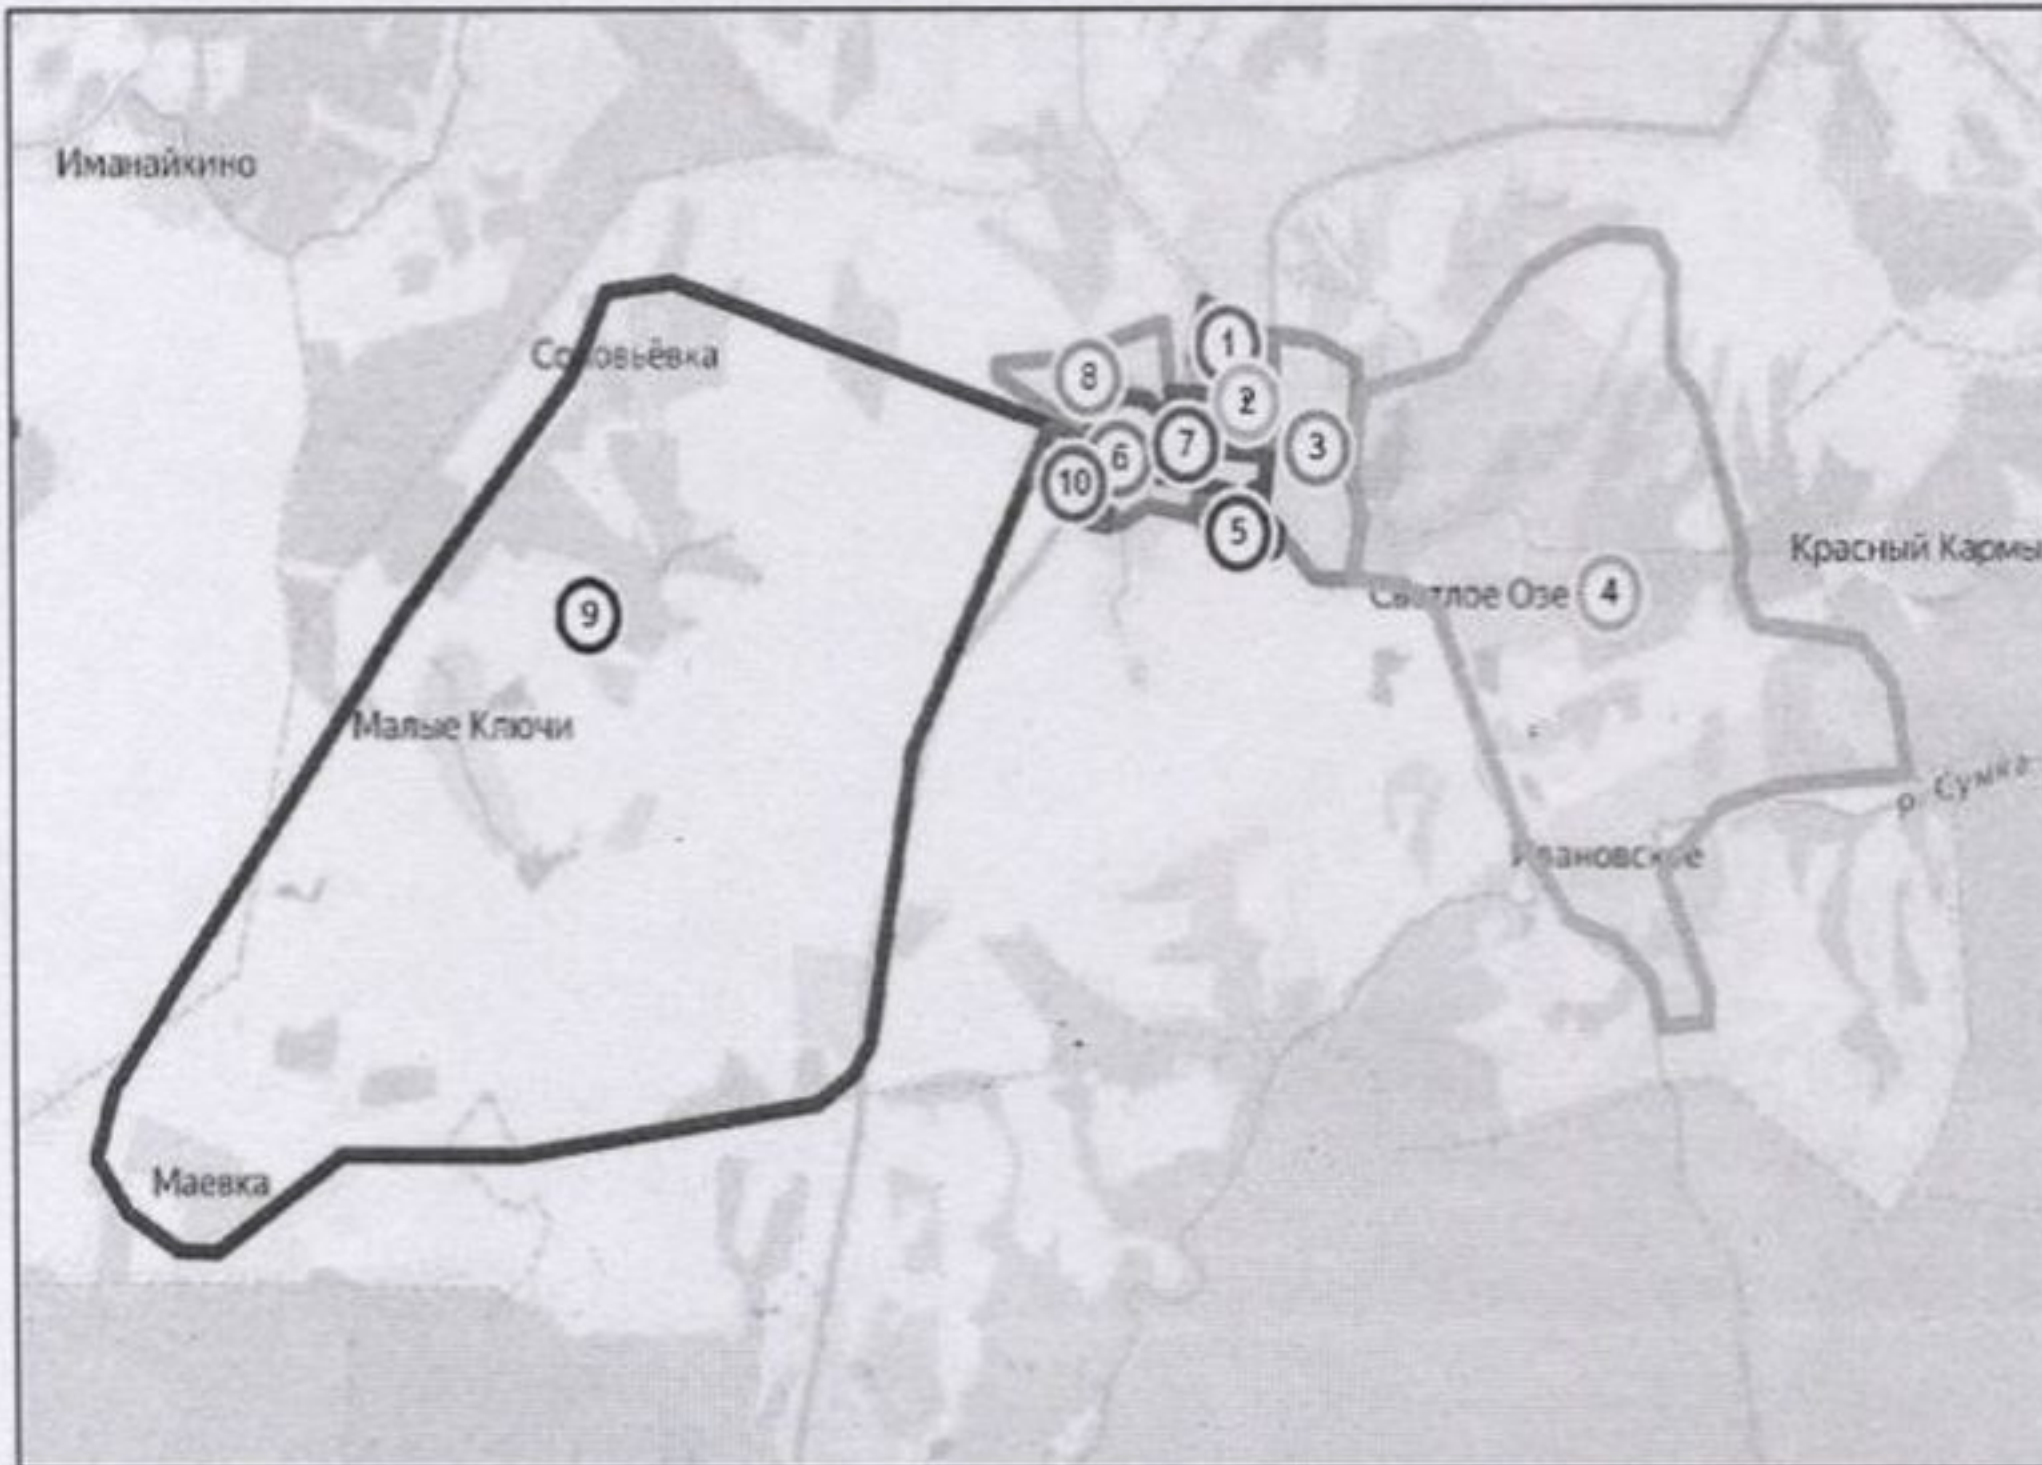 Иманайкино
Соловьёвка
1
8
2
7
3
6
10
5
Красный Кармы
Светлое Озе
4
9
Малые Ключи
р. Сумка
Ивановское
Маевка